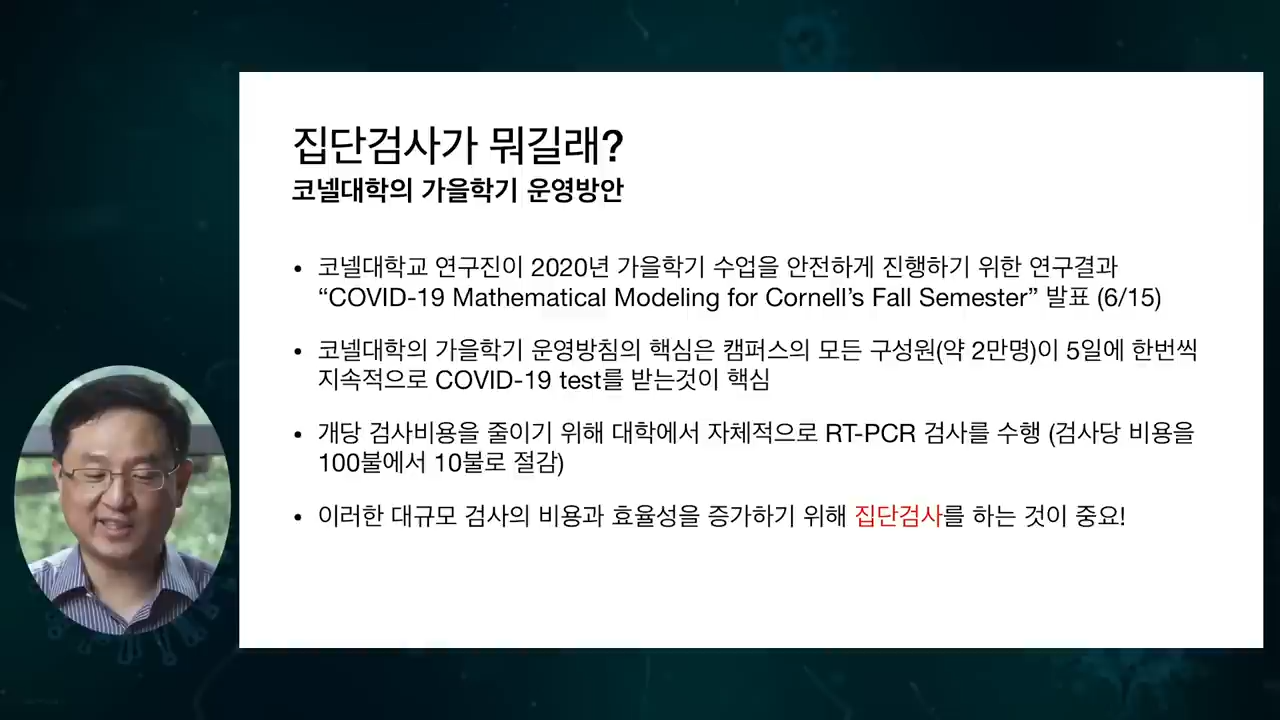 집단검사가 뭐길래?
코넬대학의 가을학기 운영방안
• 코넬대학교 연구진이 2020년 가을학기 수업을 안전하게 진행하기 위한 연구결과
“COVID-19 Mathematical Modeling for Cornell’s Fall Semester” 발표 (6/15)
• 코넬대학의 가을학기 운영방침의 핵심은 캠퍼스의 모든 구성원(약 2만명)이 5일에 한번씩
지속적으로 COVID-19 test를 받는것이 핵심
• 개당 검사비용을 줄이기 위해 대학에서 자체적으로 RT-PCR 검사를 수행 (검사당 비용을
100불에서 10불로 절감)
• 이러한 대규모 검사의 비용과 효율성을 증가하기 위해 집단검사를 하는 것이 중요!